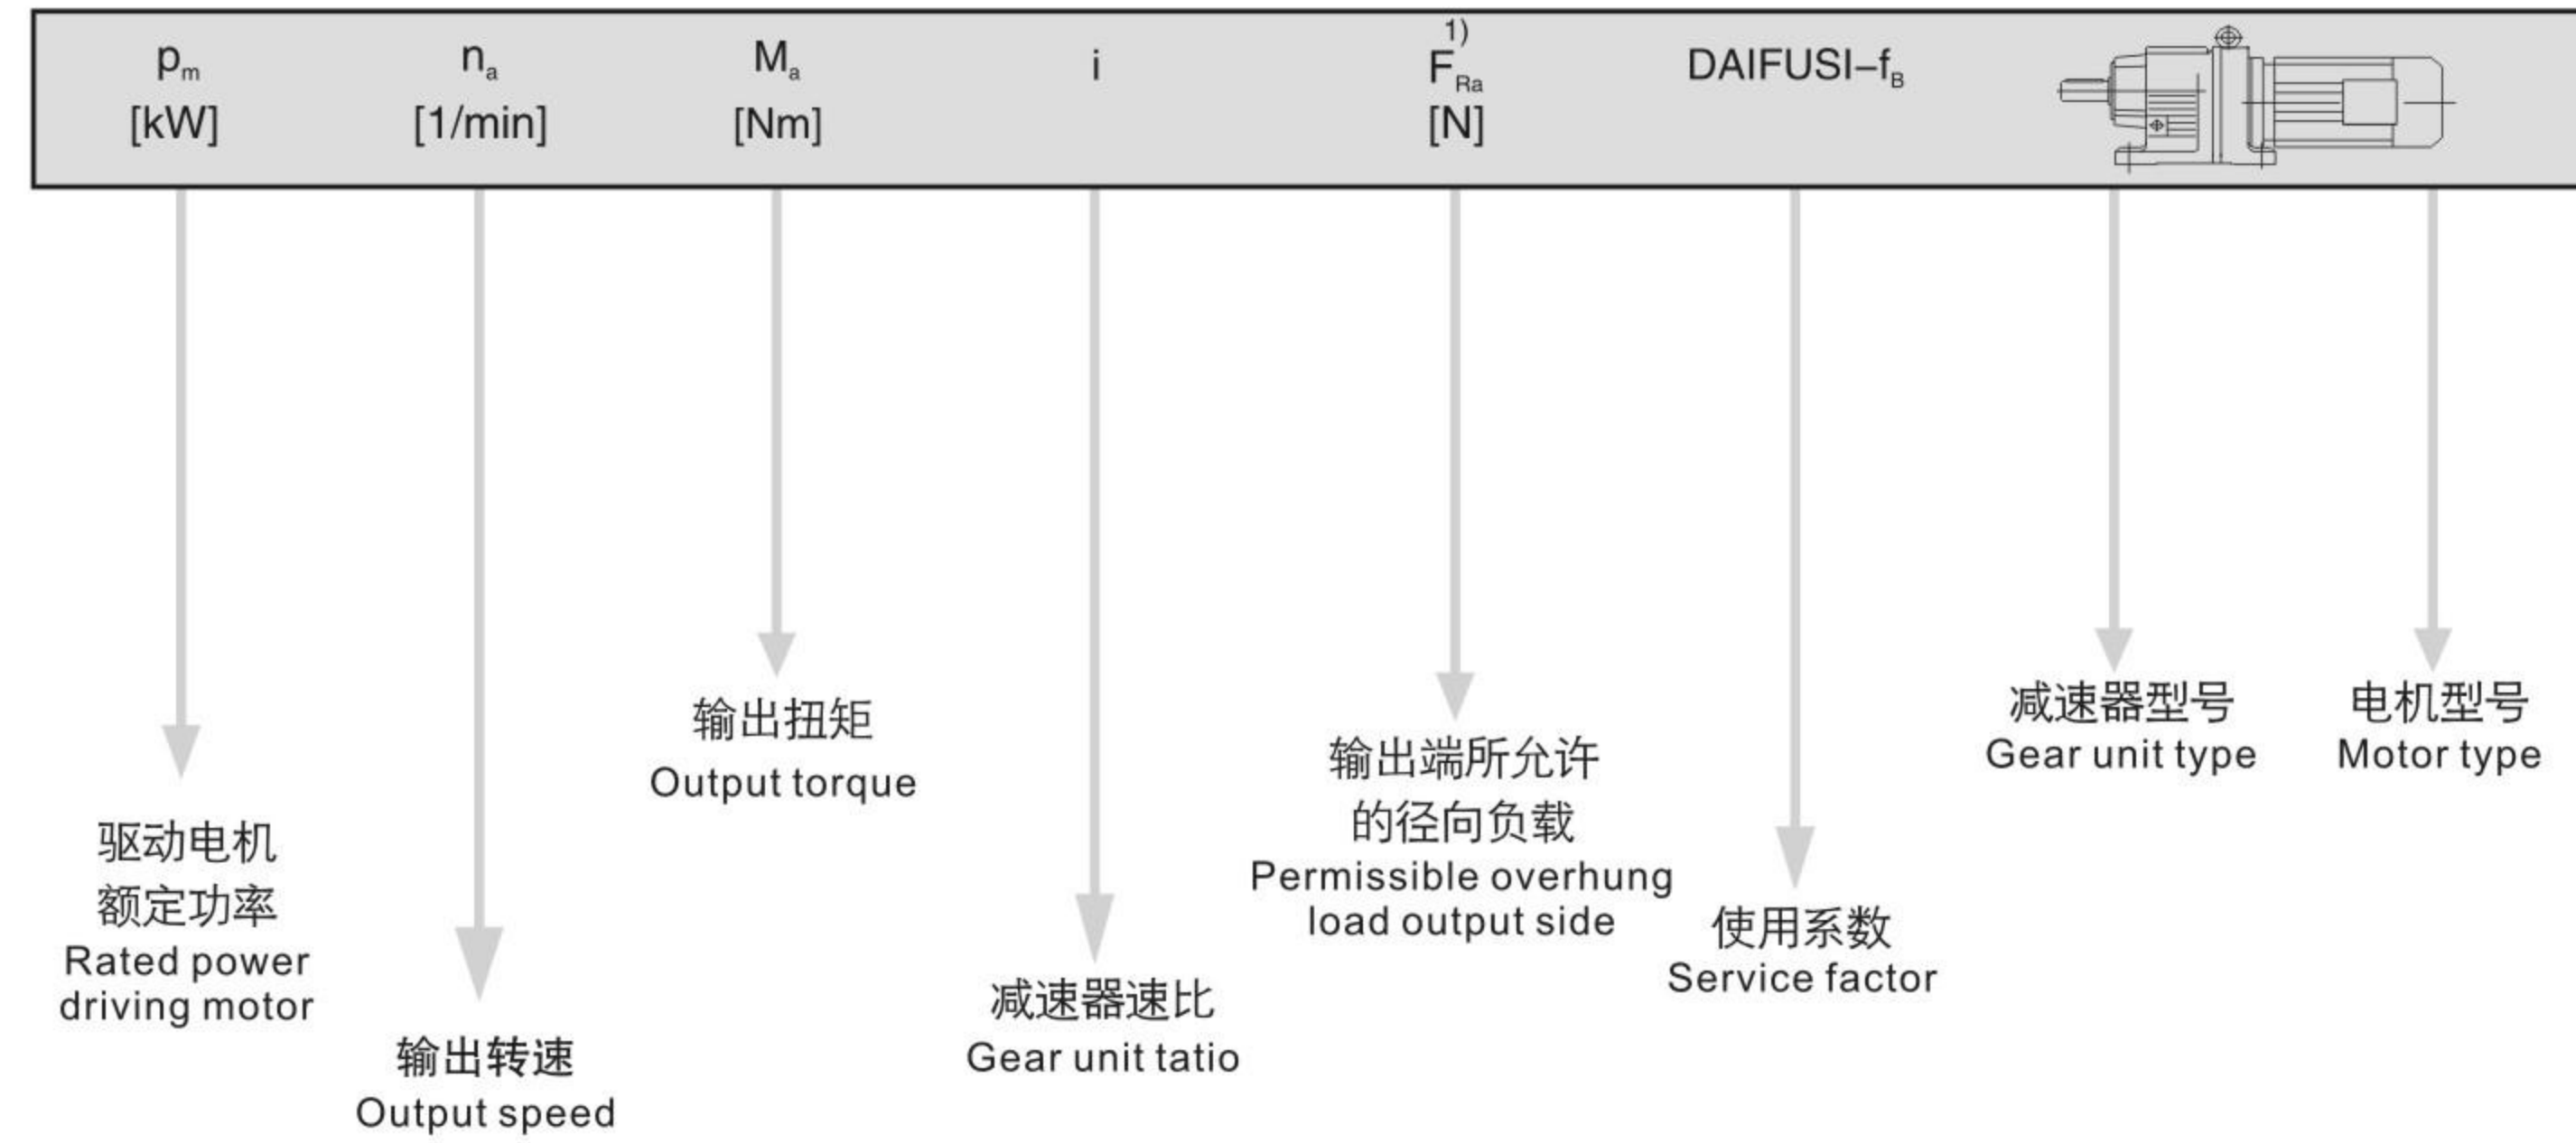 pm
[kW]
na
[1/min]
Ma
[Nm]
i
1)
FRa
[N]
DAIFUSI–fB
驱动电机
额定功率
Rated power
driving motor
输出转速
Output speed
输出扭矩
Output torque
减速器速比
Gear unit tatio
输出端所允许
的径向负载
Permissible overhung
load output side
使用系数
Service factor
减速器型号
Gear unit type
电机型号
Motor type